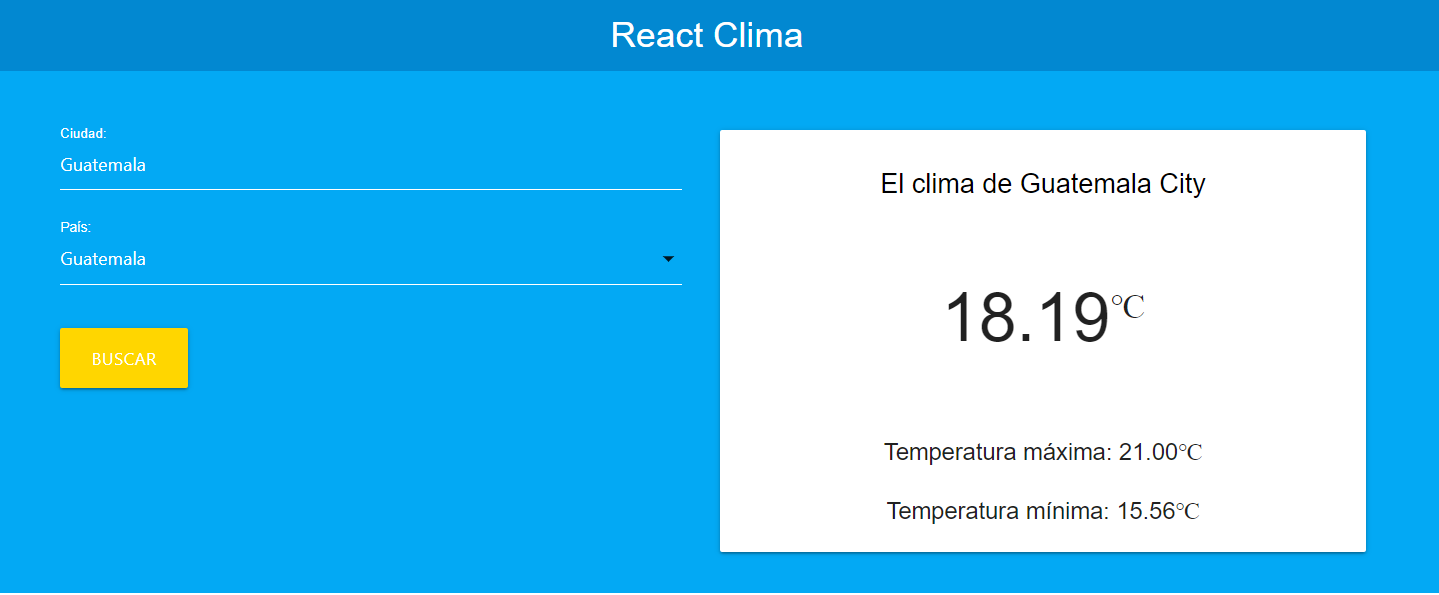 React Clima
Ciudad:
Guatemala
País:
Guatemala
BUSCAR
El clima de Guatemala City
18.19℃
Temperatura máxima: 21.00℃
Temperatura mínima: 15.56℃